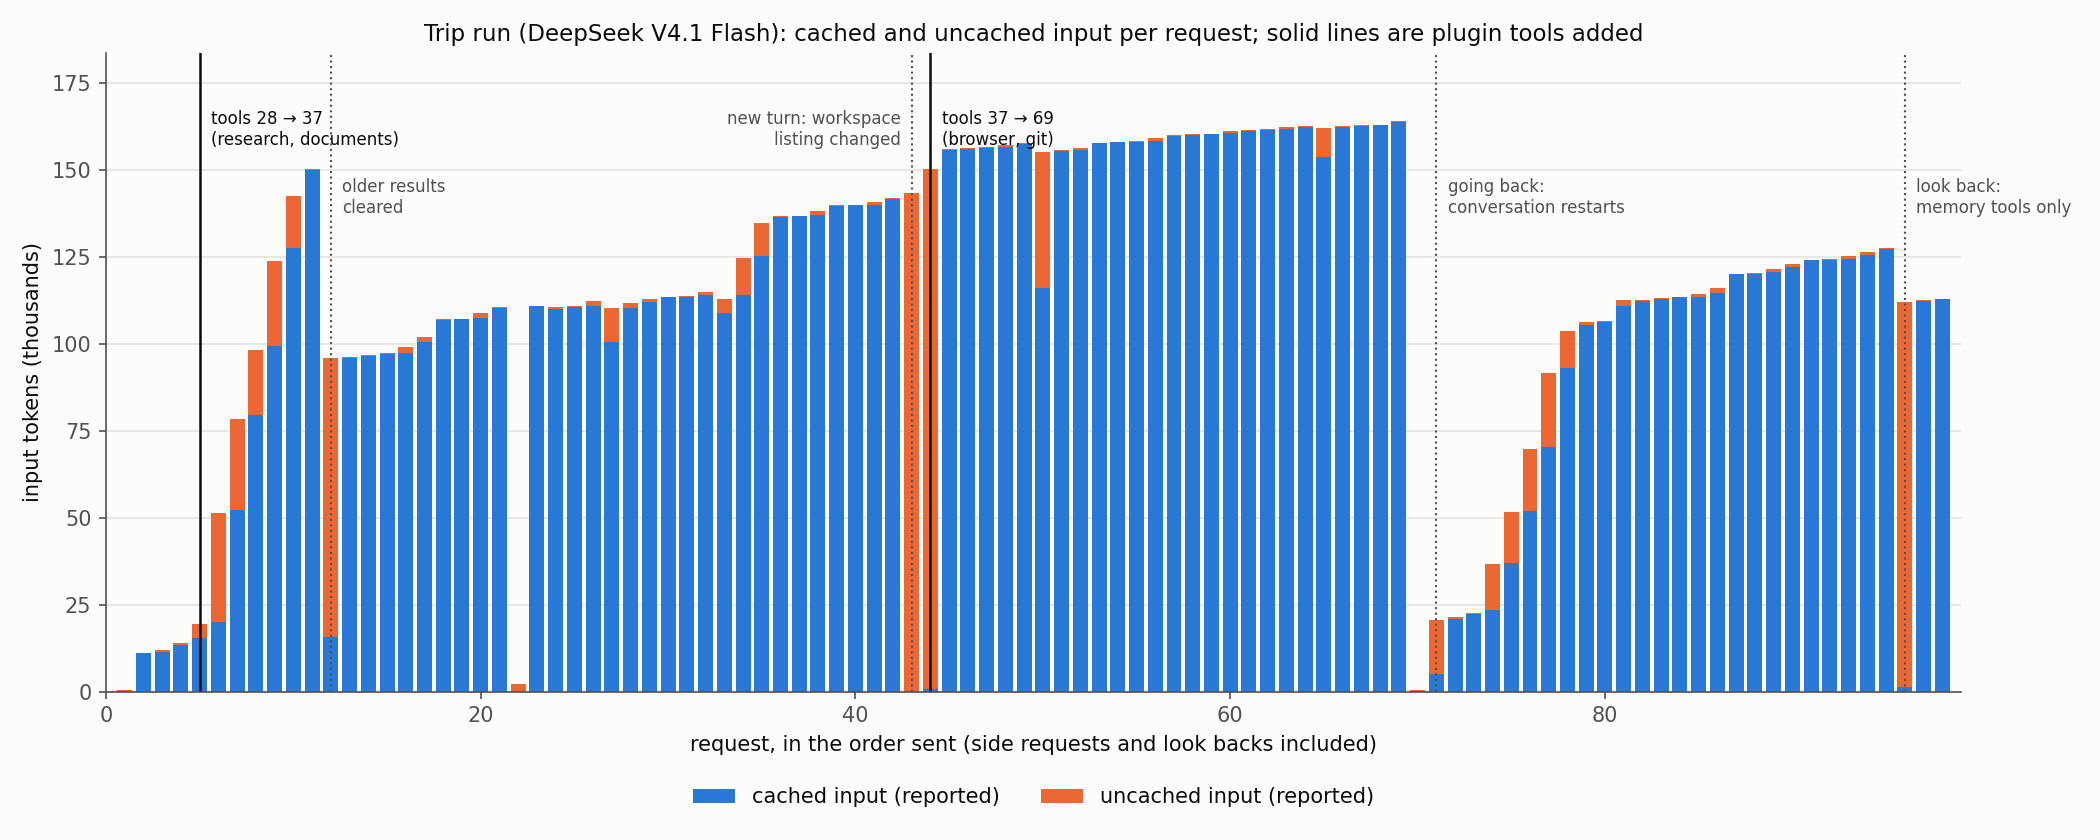 Trip run (DeepSeek V4.1 Flash): cached and uncached input per request; solid lines are plugin tools added
input tokens (thousands)
175
150
125
100
75
50
25
0
tools 28 → 37
(research, documents)
older results
cleared
new turn: workspace
listing changed
tools 37 → 69
(browser, git)
going back:
conversation restarts
look back:
memory tools only
0
20
40
60
80
request, in the order sent (side requests and look backs included)
cached input (reported)
uncached input (reported)